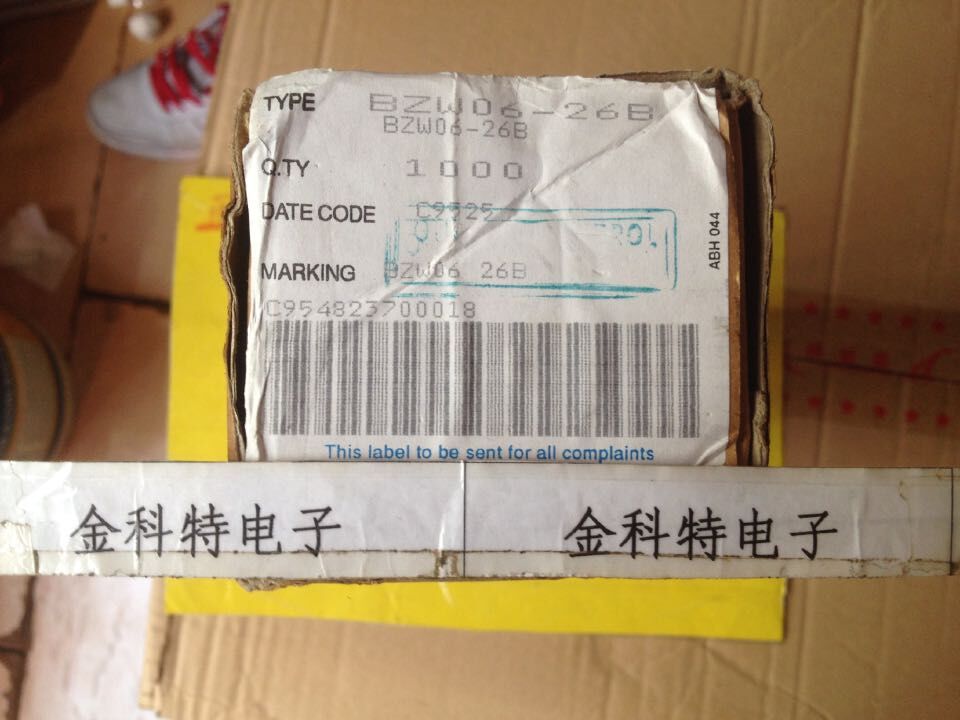 TYPE BZW06-26B
BZW06-26B
Q.TY 1000
DATE CODE C9525
MARKING BZW06 26B
C954823700018
ABH 044
This label to be sent for all complaints
金科特电子 金科特电子